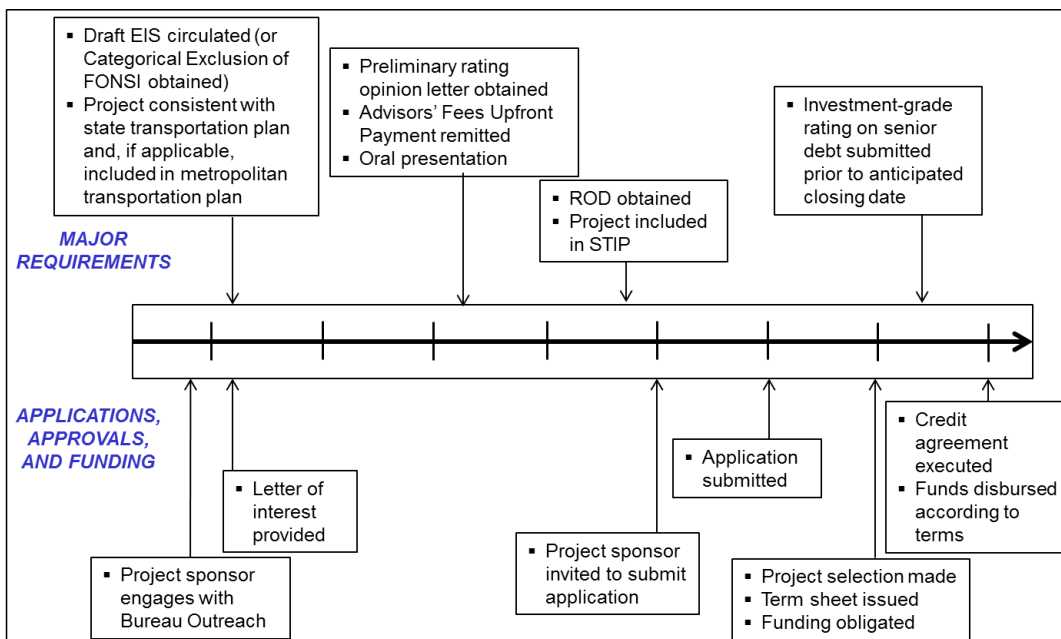 ▪ Draft EIS circulated (or
Categorical Exclusion of
FONSI obtained)
▪ Project consistent with
state transportation plan
and, if applicable,
included in metropolitan
transportation plan
▪ Preliminary rating
opinion letter obtained
▪ Advisors' Fees Upfront
Payment remitted
▪ Oral presentation
▪ ROD obtained
▪ Project included
in STIP
▪ Investment-grade
rating on senior
debt submitted
prior to anticipated
closing date
MAJOR
REQUIREMENTS
APPLICATIONS,
APPROVALS,
AND FUNDING
▪ Project sponsor
engages with
Bureau Outreach
▪ Letter of
interest
provided
▪ Project sponsor
invited to submit
application
▪ Application
submitted
▪ Project selection made
▪ Term sheet issued
▪ Funding obligated
▪ Credit
agreement
executed
▪ Funds disbursed
according to
terms